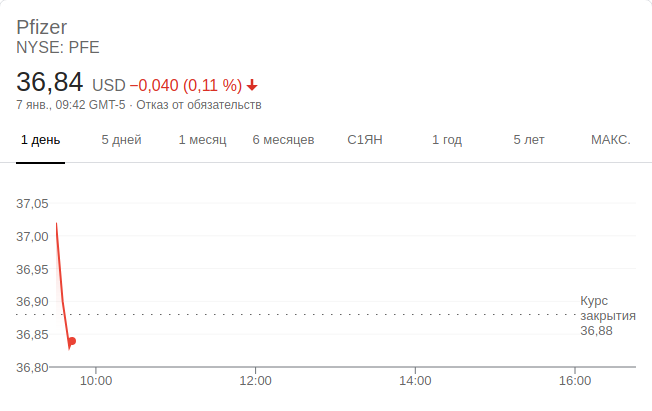 Pfizer
NYSE: PFE
36,84 USD −0,040 (0,11 %)
7 янв., 09:42 GMT-5 · Отказ от обязательств
1 день 5 дней 1 месяц 6 месяцев С1ЯН 1 год 5 лет МАКС.
37,05
37,00
36,95
36,90
36,85
36,80
Курс
закрытия
36,88
10:00 12:00 14:00 16:00